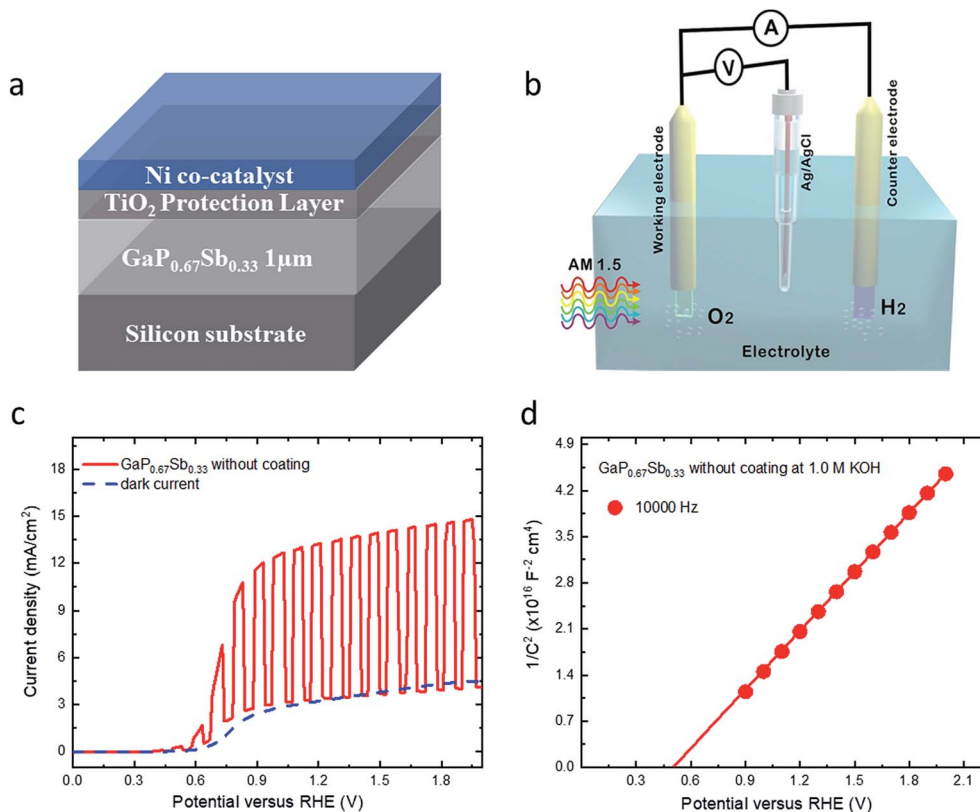 a
Ni co-catalyst
TiO₂ Protection Layer
GaP₀.₆₇Sb₀.₃₃ 1μm
Silicon substrate
b
A
V
Working electrode
Ag/AgCl
Counter electrode
AM 1.5
O₂
H₂
Electrolyte
c
GaP₀.₆₇Sb₀.₃₃ without coating
dark current
Current density (mA/cm²)
18
15
12
9
6
3
0
0.0 0.3 0.6 0.9 1.2 1.5 1.8
Potential versus RHE (V)
d
GaP₀.₆₇Sb₀.₃₃ without coating at 1.0 M KOH
10000 Hz
1/C² (x10¹⁶ F⁻² cm⁴)
4.9
4.2
3.5
2.8
2.1
1.4
0.7
0.0
0.3 0.6 0.9 1.2 1.5 1.8 2.1
Potential versus RHE (V)